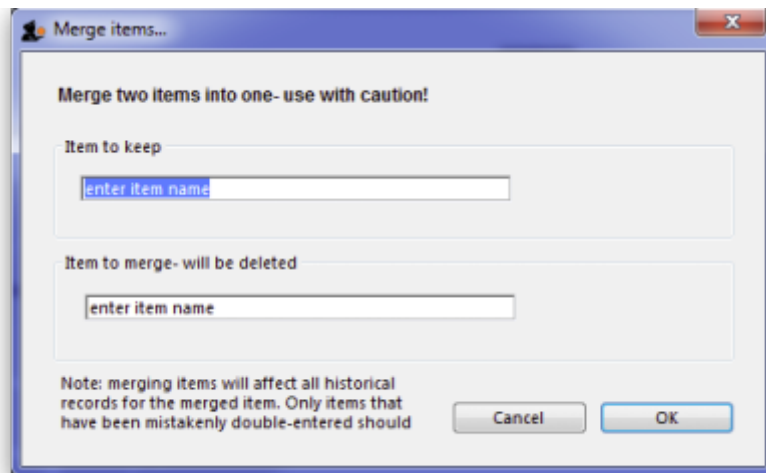 Merge items...
Merge two items into one- use with caution!
Item to keep
enter item name
Item to merge- will be deleted
enter item name
Note: merging items will affect all historical
records for the merged item. Only items that
have been mistakenly double-entered should
Cancel
OK